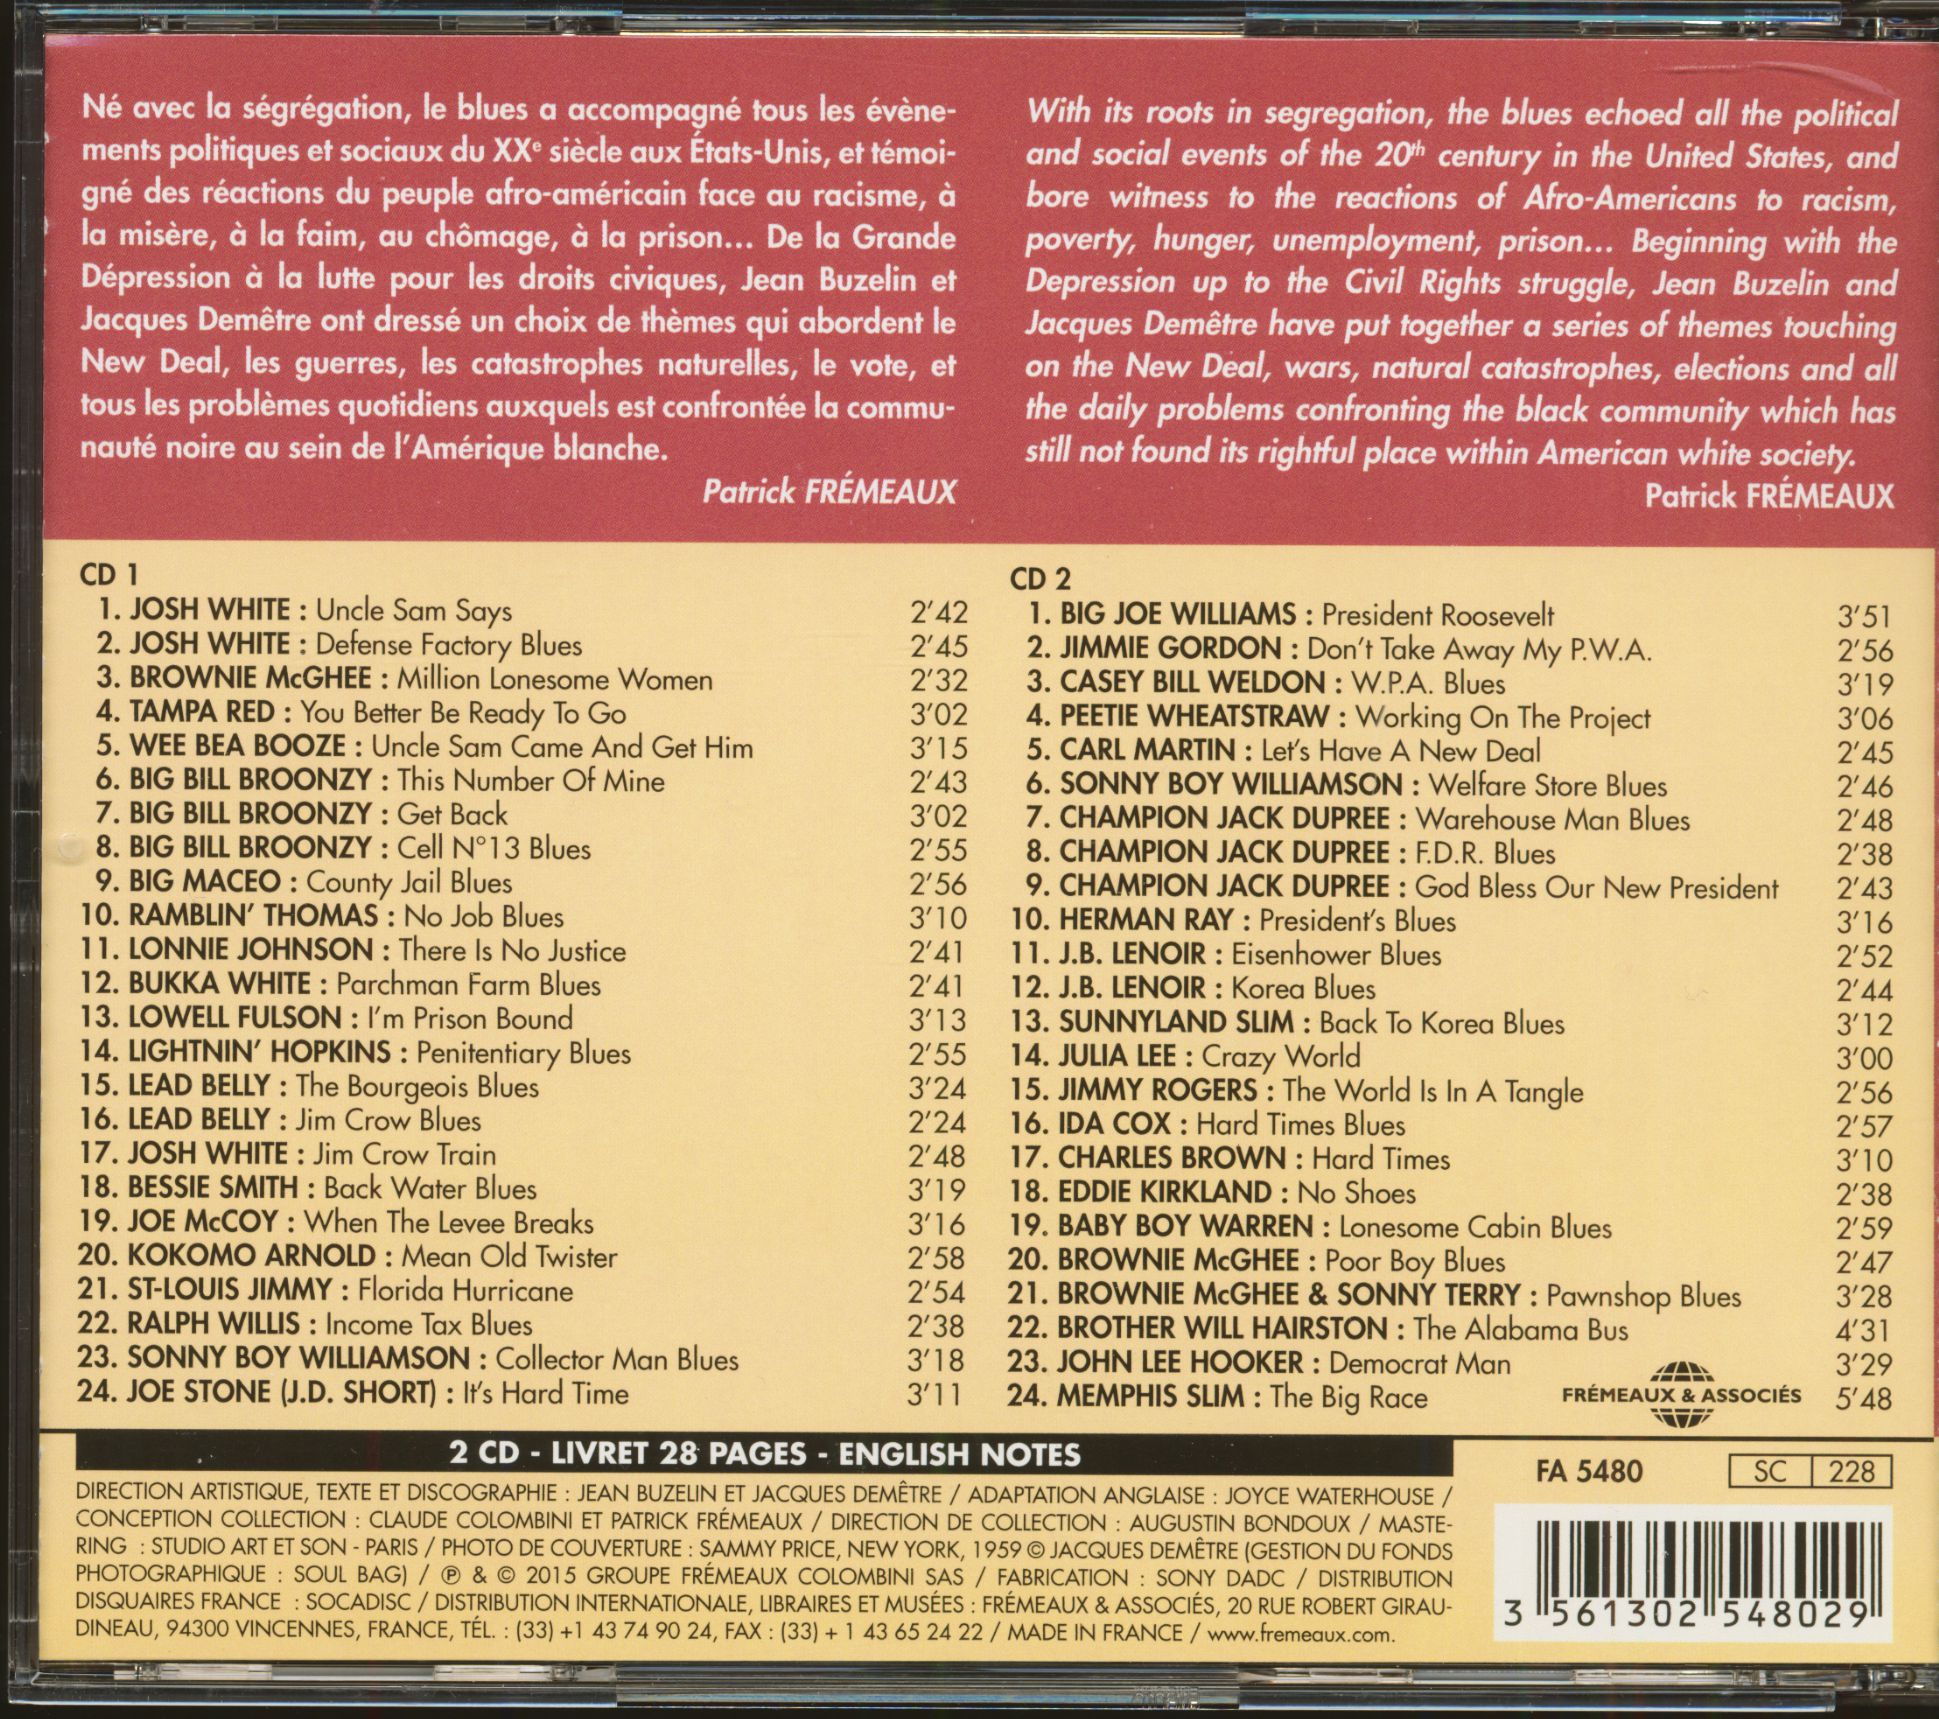 Né avec la ségrégation, le blues a accompagné tous les évène-
ments politiques et sociaux du XXe siècle aux États-Unis, et témoi-
gné des réactions du peuple afro-américain face au racisme, à
la misère, à la faim, au chômage, à la prison... De la Grande
Dépression à la lutte pour les droits civiques, Jean Buzelin et
Jacques Demêtre ont dressé un choix de thèmes qui abordent le
New Deal, les guerres, les catastrophes naturelles, le vote, et
tous les problèmes quotidiens auxquels est confrontée la commu-
nauté noire au sein de l'Amérique blanche.
Patrick FRÉMEAUX
With its roots in segregation, the blues echoed all the political
and social events of the 20th century in the United States, and
bore witness to the reactions of Afro-Americans to racism,
poverty, hunger, unemployment, prison... Beginning with the
Depression up to the Civil Rights struggle, Jean Buzelin and
Jacques Demêtre have put together a series of themes touching
on the New Deal, wars, natural catastrophes, elections and all
the daily problems confronting the black community which has
still not found its rightful place within American white society.
Patrick FRÉMEAUX
CD 1
1. JOSH WHITE : Uncle Sam Says 2'42
2. JOSH WHITE : Defense Factory Blues 2'45
3. BROWNIE McGHEE : Million Lonesome Women 2'32
4. TAMPA RED : You Better Be Ready To Go 3'02
5. WEE BEA BOOZE : Uncle Sam Came And Get Him 3'15
6. BIG BILL BROONZY : This Number Of Mine 2'43
7. BIG BILL BROONZY : Get Back 3'02
8. BIG BILL BROONZY : Cell N°13 Blues 2'55
9. BIG MACEO : County Jail Blues 2'56
10. RAMBLIN' THOMAS : No Job Blues 3'10
11. LONNIE JOHNSON : There Is No Justice 2'41
12. BUKKA WHITE : Parchman Farm Blues 2'41
13. LOWELL FULSON : I'm Prison Bound 3'13
14. LIGHTNIN' HOPKINS : Penitentiary Blues 2'55
15. LEAD BELLY : The Bourgeois Blues 3'24
16. LEAD BELLY : Jim Crow Blues 2'24
17. JOSH WHITE : Jim Crow Train 2'48
18. BESSIE SMITH : Back Water Blues 3'19
19. JOE McCOY : When The Levee Breaks 3'16
20. KOKOMO ARNOLD : Mean Old Twister 2'58
21. ST-LOUIS JIMMY : Florida Hurricane 2'54
22. RALPH WILLIS : Income Tax Blues 2'38
23. SONNY BOY WILLIAMSON : Collector Man Blues 3'18
24. JOE STONE (J.D. SHORT) : It's Hard Time 3'11
CD 2
1. BIG JOE WILLIAMS : President Roosevelt 3'51
2. JIMMIE GORDON : Don't Take Away My P.W.A. 2'56
3. CASEY BILL WELDON : W.P.A. Blues 3'19
4. PEETIE WHEATSTRAW : Working On The Project 3'06
5. CARL MARTIN : Let's Have A New Deal 2'45
6. SONNY BOY WILLIAMSON : Welfare Store Blues 2'46
7. CHAMPION JACK DUPREE : Warehouse Man Blues 2'48
8. CHAMPION JACK DUPREE : F.D.R. Blues 2'38
9. CHAMPION JACK DUPREE : God Bless Our New President 2'43
10. HERMAN RAY : President's Blues 3'16
11. J.B. LENOIR : Eisenhower Blues 2'52
12. J.B. LENOIR : Korea Blues 2'44
13. SUNNYLAND SLIM : Back To Korea Blues 3'12
14. JULIA LEE : Crazy World 3'00
15. JIMMY ROGERS : The World Is In A Tangle 2'56
16. IDA COX : Hard Times Blues 2'57
17. CHARLES BROWN : Hard Times 3'10
18. EDDIE KIRKLAND : No Shoes 2'38
19. BABY BOY WARREN : Lonesome Cabin Blues 2'59
20. BROWNIE McGHEE : Poor Boy Blues 2'47
21. BROWNIE McGHEE & SONNY TERRY : Pawnshop Blues 3'28
22. BROTHER WILL HAIRSTON : The Alabama Bus 4'31
23. JOHN LEE HOOKER : Democrat Man 3'29
24. MEMPHIS SLIM : The Big Race 5'48
FRÉMEAUX & ASSOCIÉS
2 CD - LIVRET 28 PAGES - ENGLISH NOTES
DIRECTION ARTISTIQUE, TEXTE ET DISCOGRAPHIE : JEAN BUZELIN ET JACQUES DEMÊTRE / ADAPTATION ANGLAISE : JOYCE WATERHOUSE /
CONCEPTION COLLECTION : CLAUDE COLOMBINI ET PATRICK FRÉMEAUX / DIRECTION DE COLLECTION : AUGUSTIN BONDOUX / MASTE-
RING : STUDIO ART ET SON - PARIS / PHOTO DE COUVERTURE : SAMMY PRICE, NEW YORK, 1959 © JACQUES DEMÊTRE (GESTION DU FONDS
PHOTOGRAPHIQUE : SOUL BAG) / ℗ & © 2015 GROUPE FRÉMEAUX COLOMBINI SAS / FABRICATION : SONY DADC / DISTRIBUTION
DISQUAIRES FRANCE : SOCADISC / DISTRIBUTION INTERNATIONALE, LIBRAIRES ET MUSÉES : FRÉMEAUX & ASSOCIÉS, 20 RUE ROBERT GIRAU-
DINEAU, 94300 VINCENNES, FRANCE, TÉL. : (33) +1 43 74 90 24, FAX : (33) + 1 43 65 24 22 / MADE IN FRANCE / www.fremeaux.com.
FA 5480
SC 228
3 561302 548029